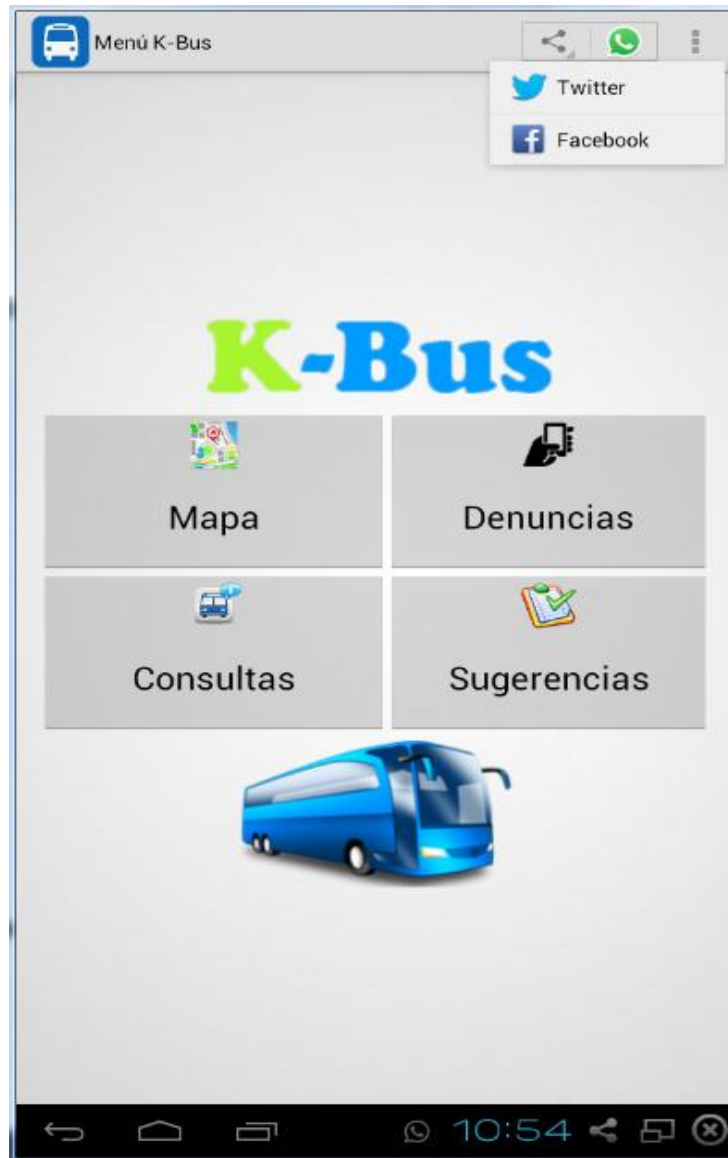 Menú K-Bus
Twitter
Facebook
K-Bus
Mapa
Denuncias
Consultas
Sugerencias
10:54